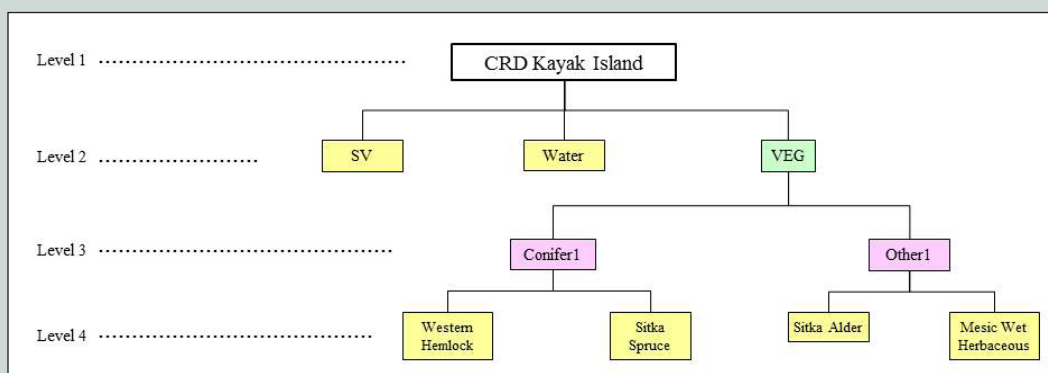 Level 1 CRD Kayak Island
Level 2 SV Water VEG
Level 3 Conifer1 Other1
Level 4 Western Hemlock Sitka Spruce Sitka Alder Mesic Wet Herbaceous